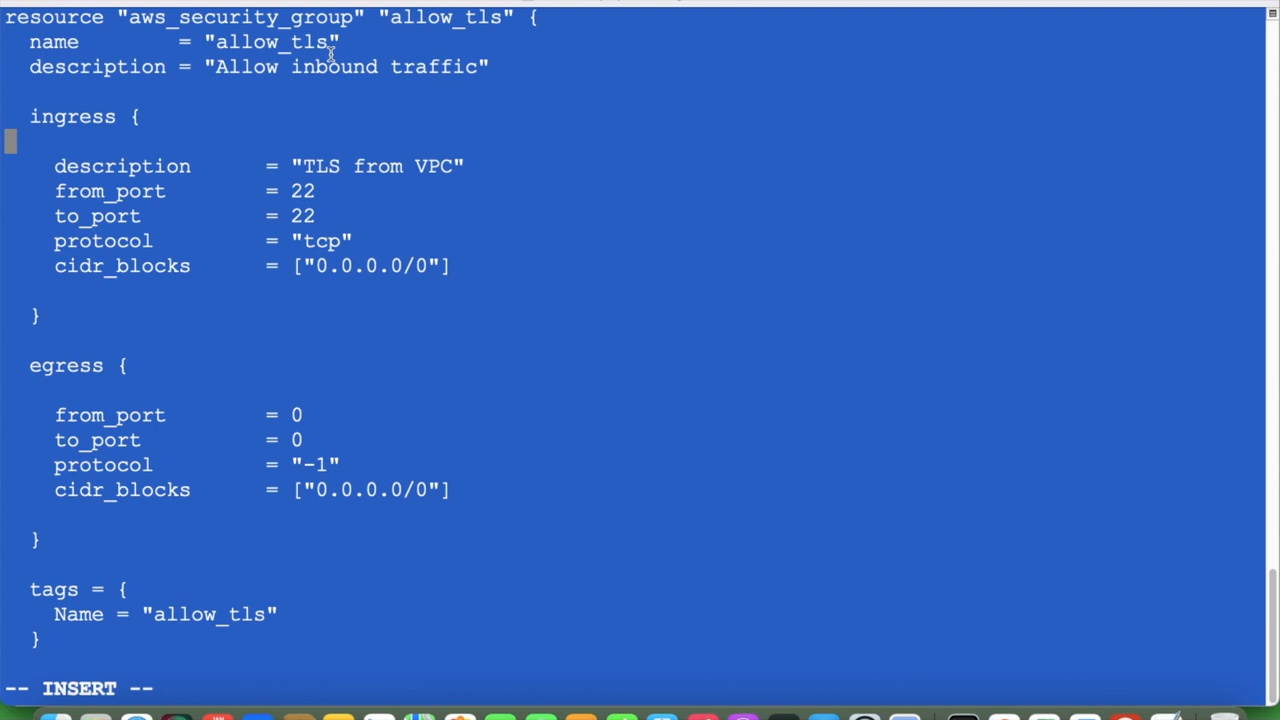 resource "aws_security_group" "allow_tls" {
  name        = "allow_tls"
  description = "Allow inbound traffic"
  ingress {
    description      = "TLS from VPC"
    from_port        = 22
    to_port          = 22
    protocol         = "tcp"
    cidr_blocks      = ["0.0.0.0/0"]
  }
  egress {
    from_port        = 0
    to_port          = 0
    protocol         = "-1"
    cidr_blocks      = ["0.0.0.0/0"]
  }
  tags = {
    Name = "allow_tls"
  }
-- INSERT --